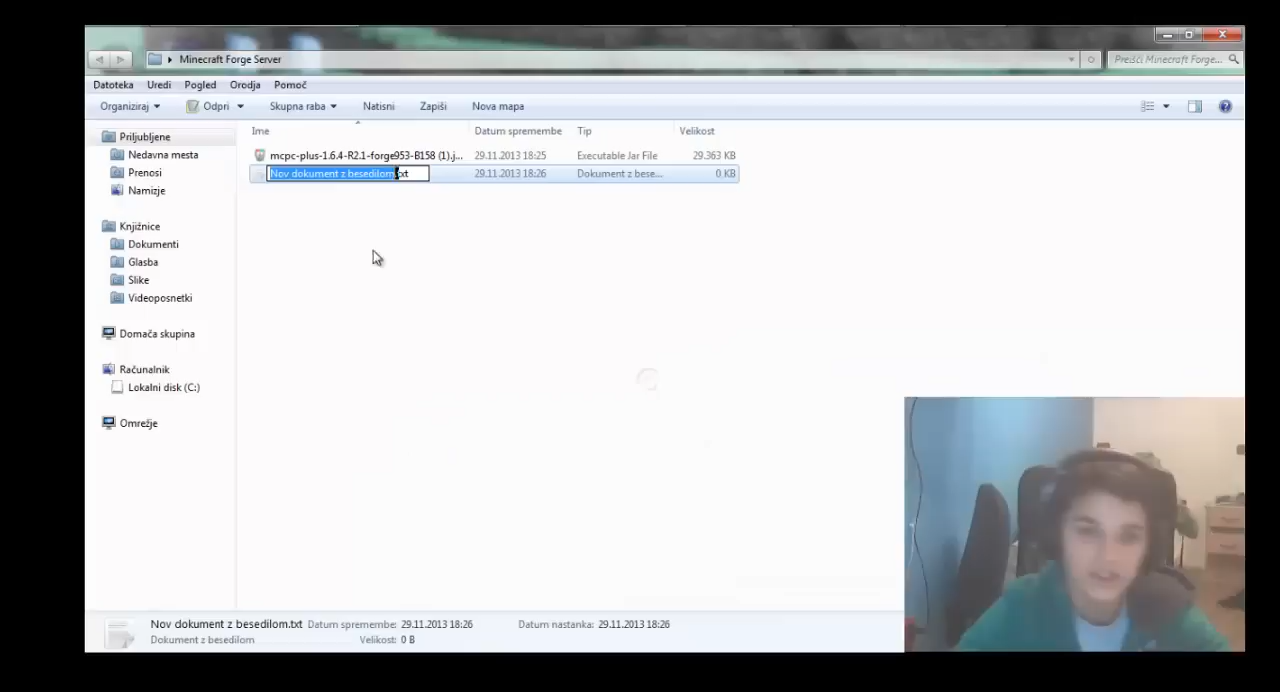 Minecraft Forge Server
Preišči Minecraft Forge...
Datoteka Uredi Pogled Orodja Pomoč
Organiziraj Odpri Skupna raba Natisni Zapiši Nova mapa
Priljubljene
Nedavna mesta
Prenosi
Namizje
Knjižnice
Dokumenti
Glasba
Slike
Videoposnetki
Domača skupina
Računalnik
Lokalni disk (C:)
Omrežje
Ime Datum spremembe Tip Velikost
mcpc-plus-1.6.4-R2.1-forge953-B158 (1).j... 29.11.2013 18:25 Executable Jar File 29.363 KB
Nov dokument z besedilom.txt 29.11.2013 18:26 Dokument z bese... 0 KB
Nov dokument z besedilom.txt Datum spremembe: 29.11.2013 18:26 Datum nastanka: 29.11.2013 18:26
Dokument z besedilom Velikost: 0 B